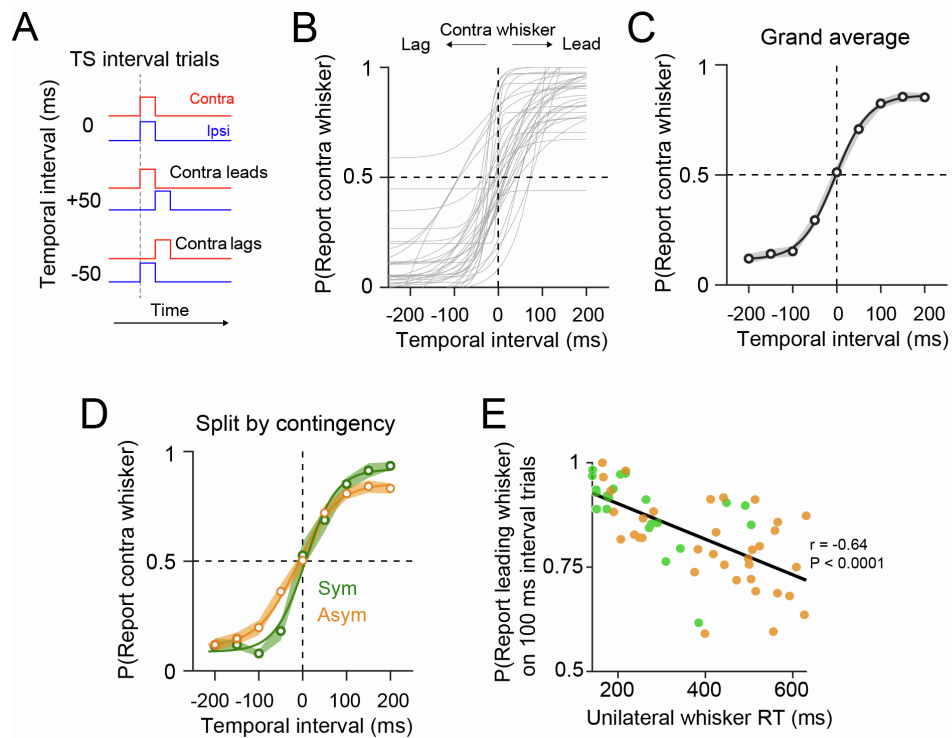 A
TS interval trials
Temporal interval (ms)
0
Contra
Ipsi
+50
Contra leads
-50
Contra lags
Time
B
Contra whisker
Lag
Lead
P(Report contra whisker)
1
0.5
0
-200 -100 0 100 200
Temporal interval (ms)
C
Grand average
P(Report contra whisker)
1
0.5
0
-200 -100 0 100 200
Temporal interval (ms)
D
Split by contingency
P(Report contra whisker)
1
0.5
0
Sym
Asym
-200 -100 0 100 200
Temporal interval (ms)
E
P(Report leading whisker)
on 100 ms interval trials
1
0.75
0.5
r = -0.64
P < 0.0001
200 400 600
Unilateral whisker RT (ms)